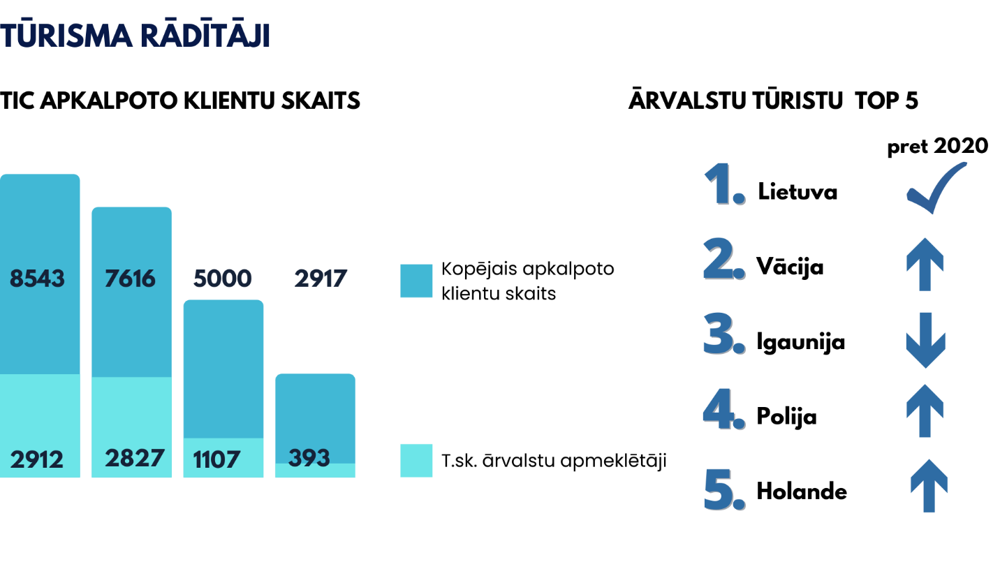 TŪRISMA RĀDĪTĀJI
TIC APKALPOTO KLIENTU SKAITS
8543
7616
5000
2917
2912
2827
1107
393
Kopējais apkalpoto
klientu skaits
T.sk. ārvalstu apmeklētāji
ĀRVALSTU TŪRISTU TOP 5
pret 2020
1. Lietuva
2. Vācija
3. Igaunija
4. Polija
5. Holande